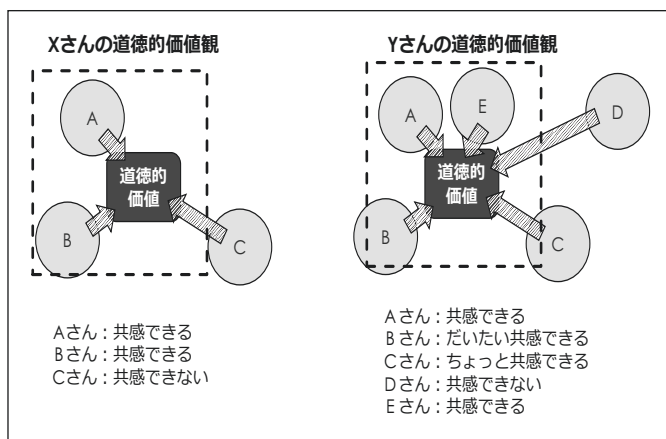 Xさんの道徳的価値観
A
道徳的
価値
B
C
Aさん：共感できる
Bさん：共感できる
Cさん：共感できない
Yさんの道徳的価値観
A
E
D
道徳的
価値
B
C
Aさん：共感できる
Bさん：だいたい共感できる
Cさん：ちょっと共感できる
Dさん：共感できない
Eさん：共感できる